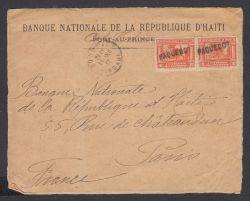 BANQUE NATIONALE DE LA RÉPUBLIQUE D'HAÏTI
PORT-AU-PRINCE
PAQUEBOT PAQUEBOT
Banque Nationale
de la République d'Haïti
55, Rue de Châteaudun
Paris
France